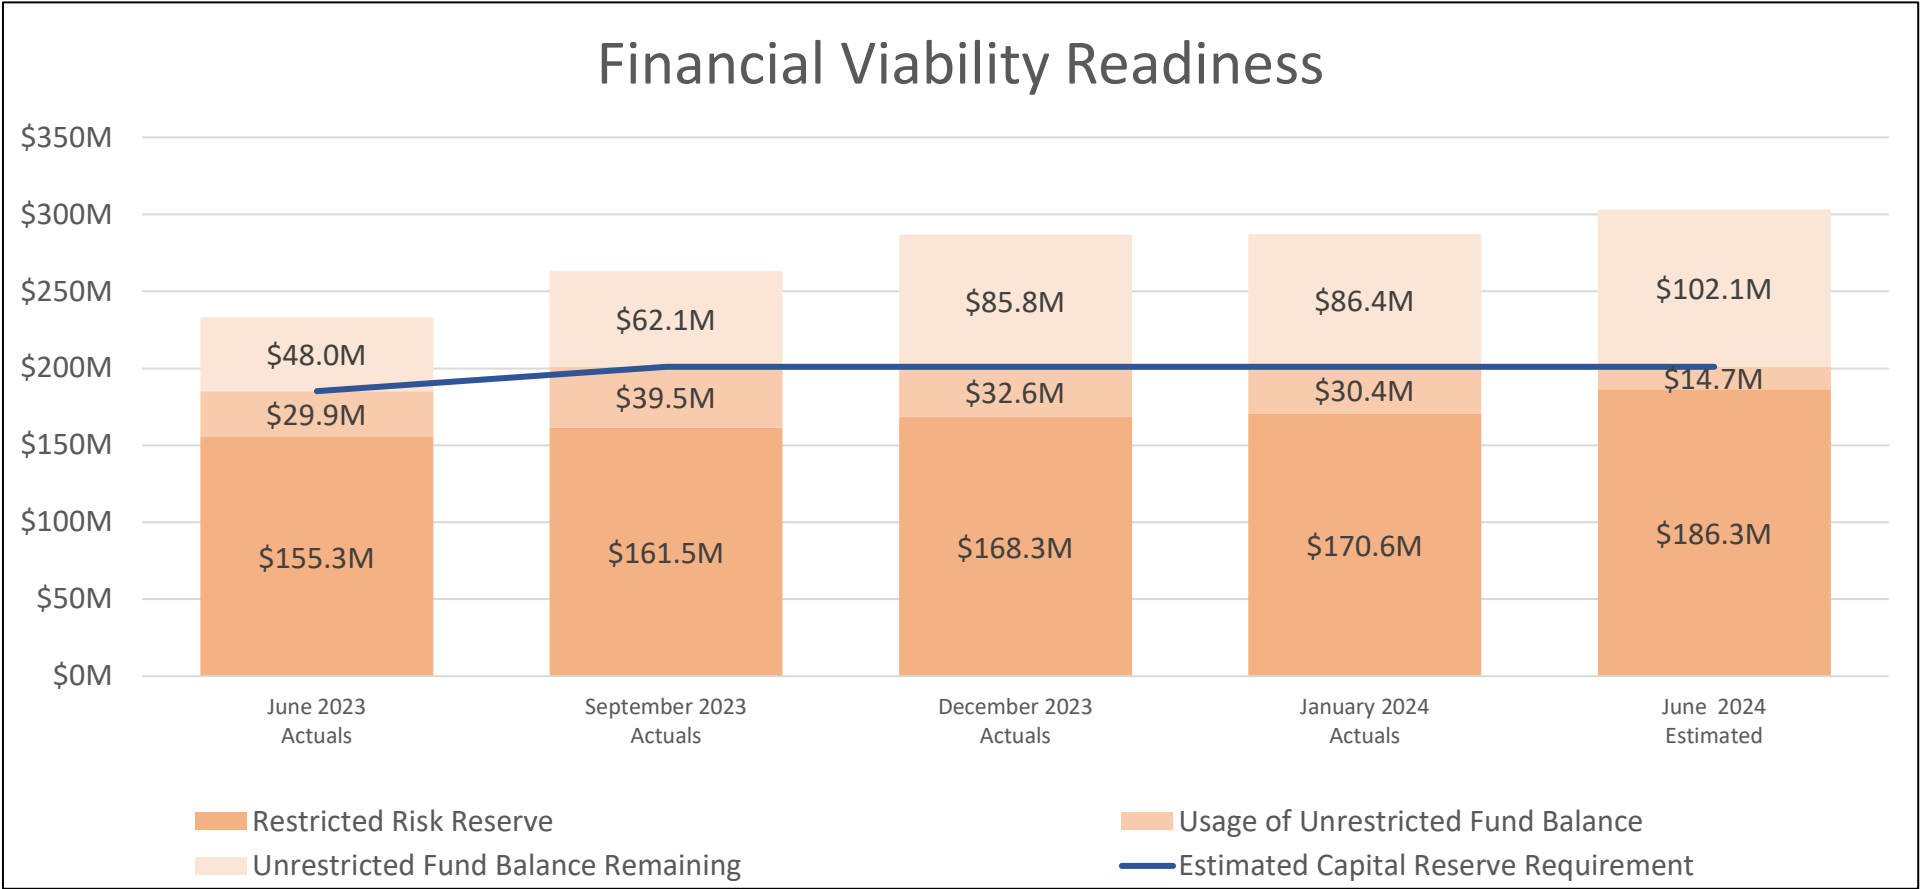 Financial Viability Readiness
$350M
$300M
$250M
$200M
$150M
$100M
$50M
$0M
$48.0M
$29.9M
$155.3M
$62.1M
$39.5M
$161.5M
$85.8M
$32.6M
$168.3M
$86.4M
$30.4M
$170.6M
$102.1M
$14.7M
$186.3M
June 2023
Actuals
September 2023
Actuals
December 2023
Actuals
January 2024
Actuals
June 2024
Estimated
Restricted Risk Reserve
Usage of Unrestricted Fund Balance
Unrestricted Fund Balance Remaining
Estimated Capital Reserve Requirement